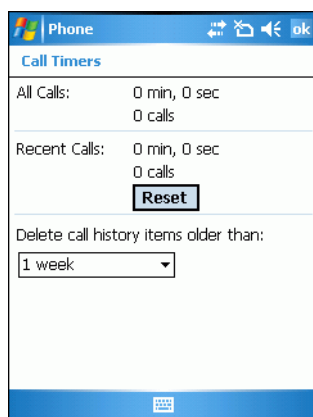 Phone ok
Call Timers
All Calls: 0 min, 0 sec
0 calls
Recent Calls: 0 min, 0 sec
0 calls
Reset
Delete call history items older than:
1 week